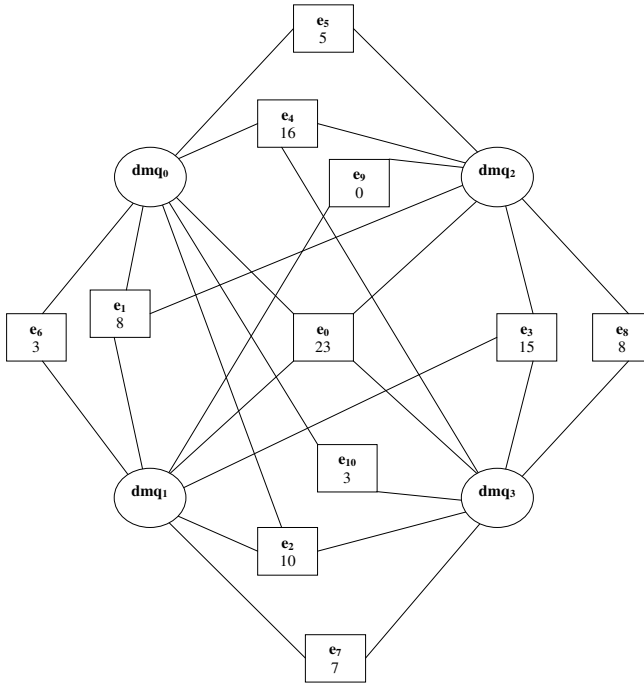 e₅
5
e₄
16
dmq₀
e₉
0
dmq₂
e₁
8
e₆
3
e₀
23
e₃
15
e₈
8
e₁₀
3
dmq₁
dmq₃
e₂
10
e₇
7